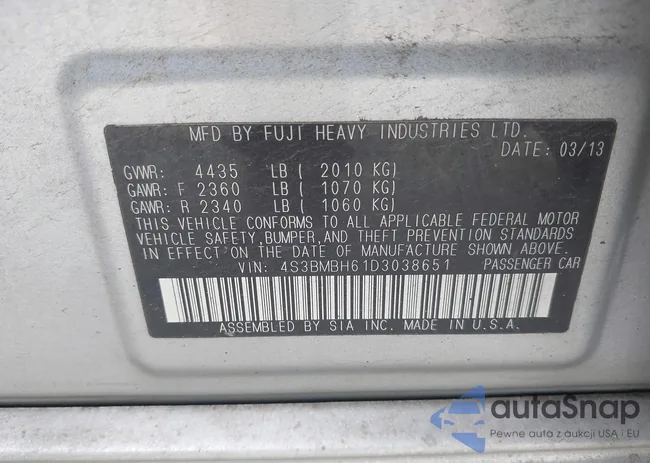 MFD BY FUJI HEAVY INDUSTRIES LTD.
DATE: 03/13
GVWR: 4435 LB ( 2010 KG)
GAWR: F 2360 LB ( 1070 KG)
GAWR: R 2340 LB ( 1060 KG)
THIS VEHICLE CONFORMS TO ALL APPLICABLE FEDERAL MOTOR
VEHICLE SAFETY,BUMPER,AND THEFT PREVENTION STANDARDS
IN EFFECT ON THE DATE OF MANUFACTURE SHOWN ABOVE.
VIN: 4S3BMBH61D3038651 PASSENGER CAR
ASSEMBLED BY SIA INC. MADE IN U.S.A.
autoSnap
Pewne auta z aukcji USA i EU